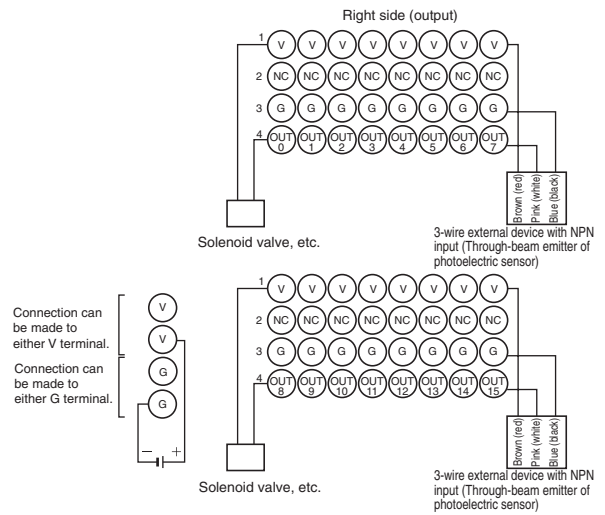 Right side (output)
1 V V V V V V V V
2 NC NC NC NC NC NC NC NC
3 G G G G G G G G
4 OUT 0 OUT 1 OUT 2 OUT 3 OUT 4 OUT 5 OUT 6 OUT 7
Brown (red)
Pink (white)
Blue (black)
Solenoid valve, etc.
3-wire external device with NPN
input (Through-beam emitter of
photoelectric sensor)
Connection can
be made to
either V terminal.
Connection can
be made to
either G terminal.
V
V
G
G
− +
1 V V V V V V V V
2 NC NC NC NC NC NC NC NC
3 G G G G G G G G
4 OUT 8 OUT 9 OUT 10 OUT 11 OUT 12 OUT 13 OUT 14 OUT 15
Brown (red)
Pink (white)
Blue (black)
Solenoid valve, etc.
3-wire external device with NPN
input (Through-beam emitter of
photoelectric sensor)